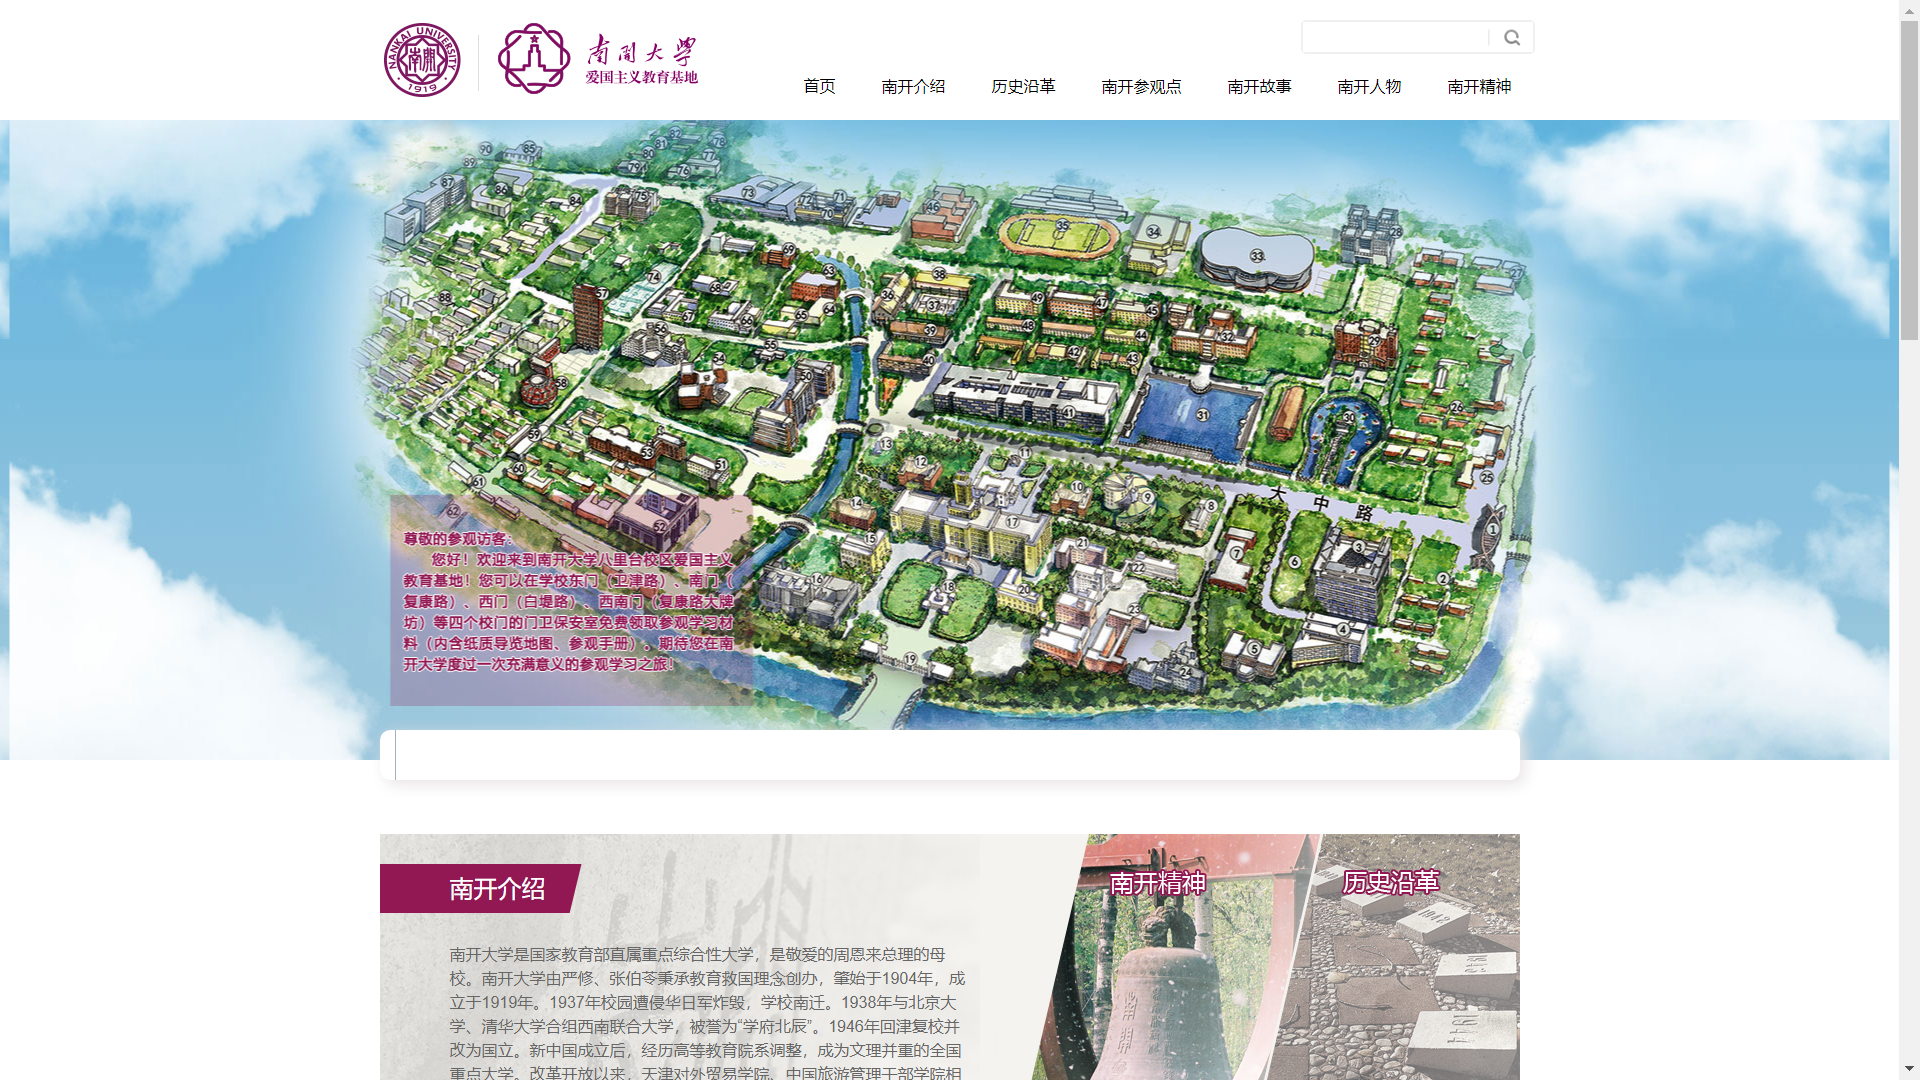 NANKAI UNIVERSITY
南開
1919
南開大學
爱国主义教育基地
首页
南开介绍
历史沿革
南开参观点
南开故事
南开人物
南开精神
大中路
尊敬的参观访客：
您好！欢迎来到南开大学八里台校区爱国主义
教育基地！您可以在学校东门（卫津路）、南门（
复康路）、西门（白堤路）、西南门（复康路大牌
坊）等四个校门的门卫保安室免费领取参观学习材
料（内含纸质导览地图、参观手册）。期待您在南
开大学度过一次充满意义的参观学习之旅！
南开介绍
南开精神
历史沿革
南开大学是国家教育部直属重点综合性大学，是敬爱的周恩来总理的母
校。南开大学由严修、张伯苓秉承教育救国理念创办，肇始于1904年，成
立于1919年。1937年校园遭侵华日军炸毁，学校南迁。1938年与北京大
学、清华大学合组西南联合大学，被誉为“学府北辰”。1946年回津复校并
改为国立。新中国成立后，经历高等教育院系调整，成为文理并重的全国
重点大学。改革开放以来，天津对外贸易学院、中国旅游管理干部学院相
1942